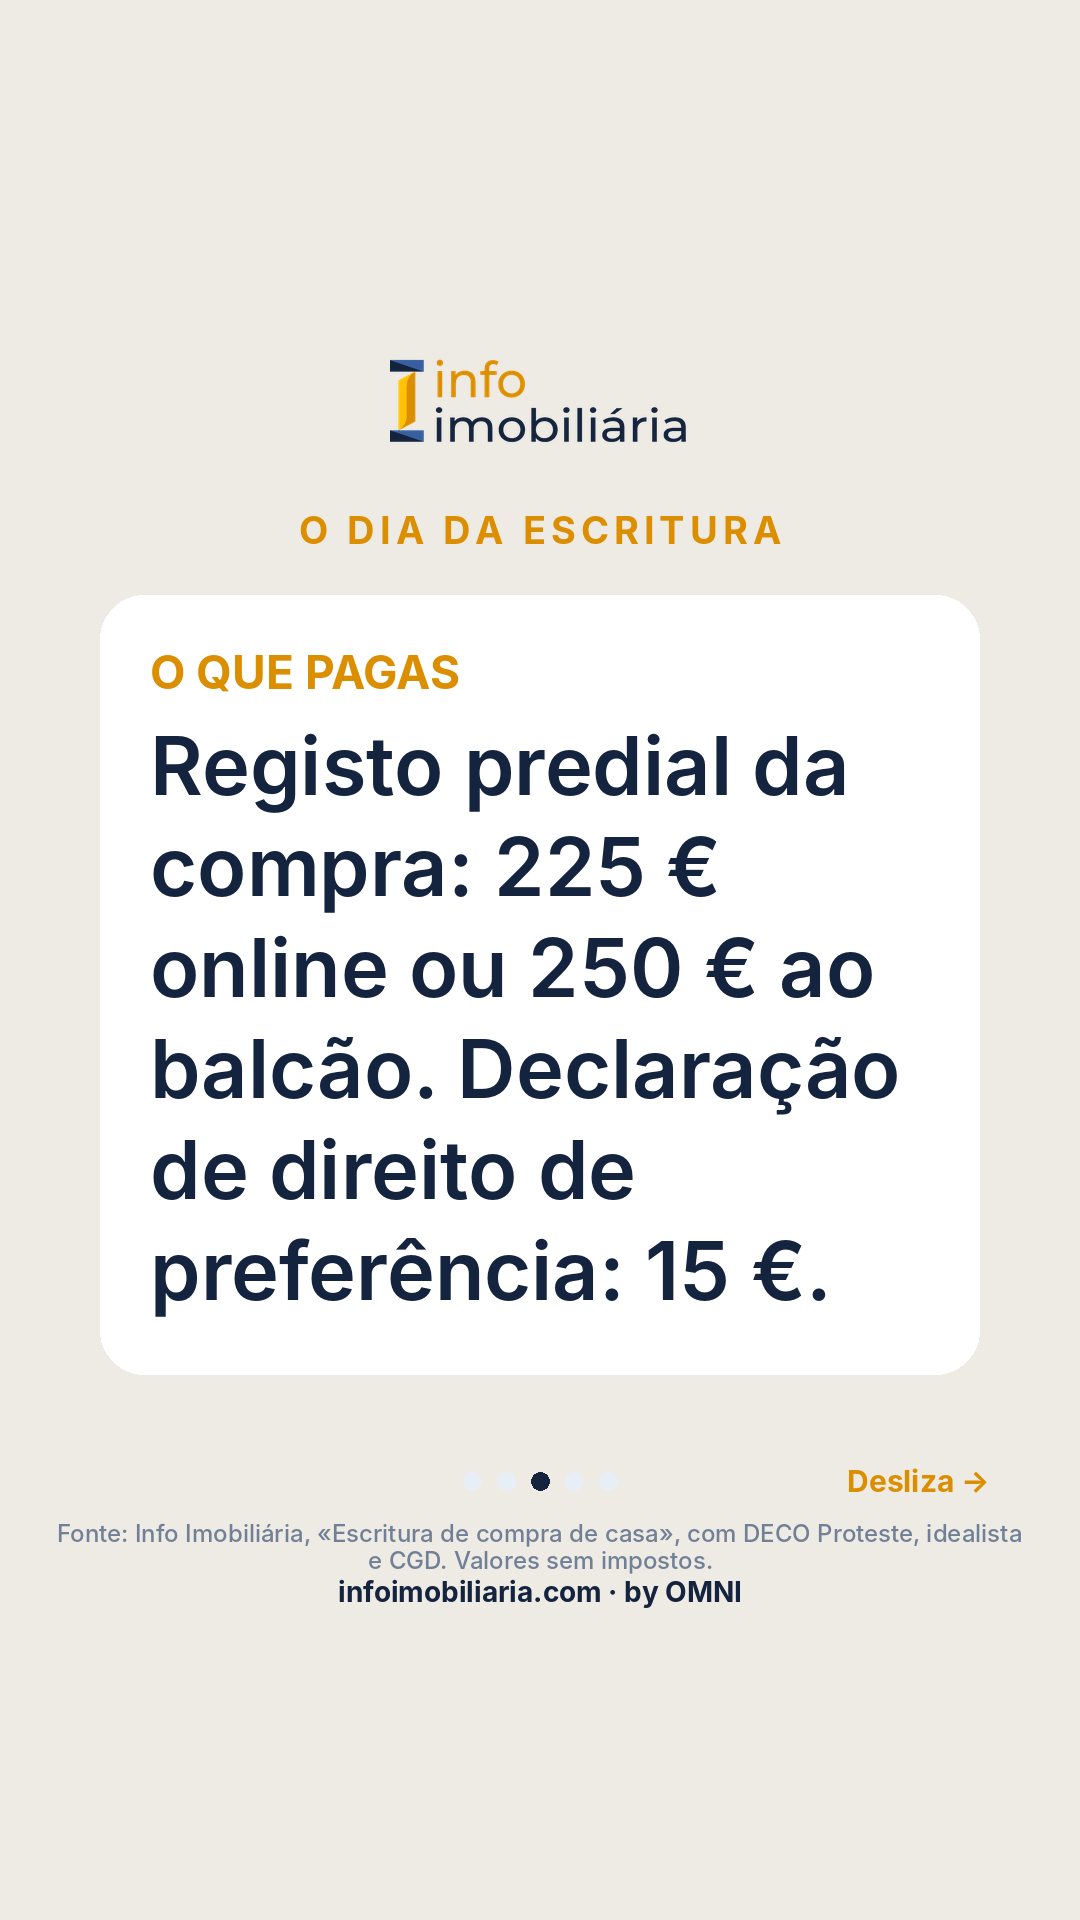 info
imobiliária
O DIA DA ESCRITURA
O QUE PAGAS
Registo predial da
compra: 225 €
online ou 250 € ao
balcão. Declaração
de direito de
preferência: 15 €.
Desliza →
Fonte: Info Imobiliária, «Escritura de compra de casa», com DECO Proteste, idealista
e CGD. Valores sem impostos.
infoimobiliaria.com · by OMNI